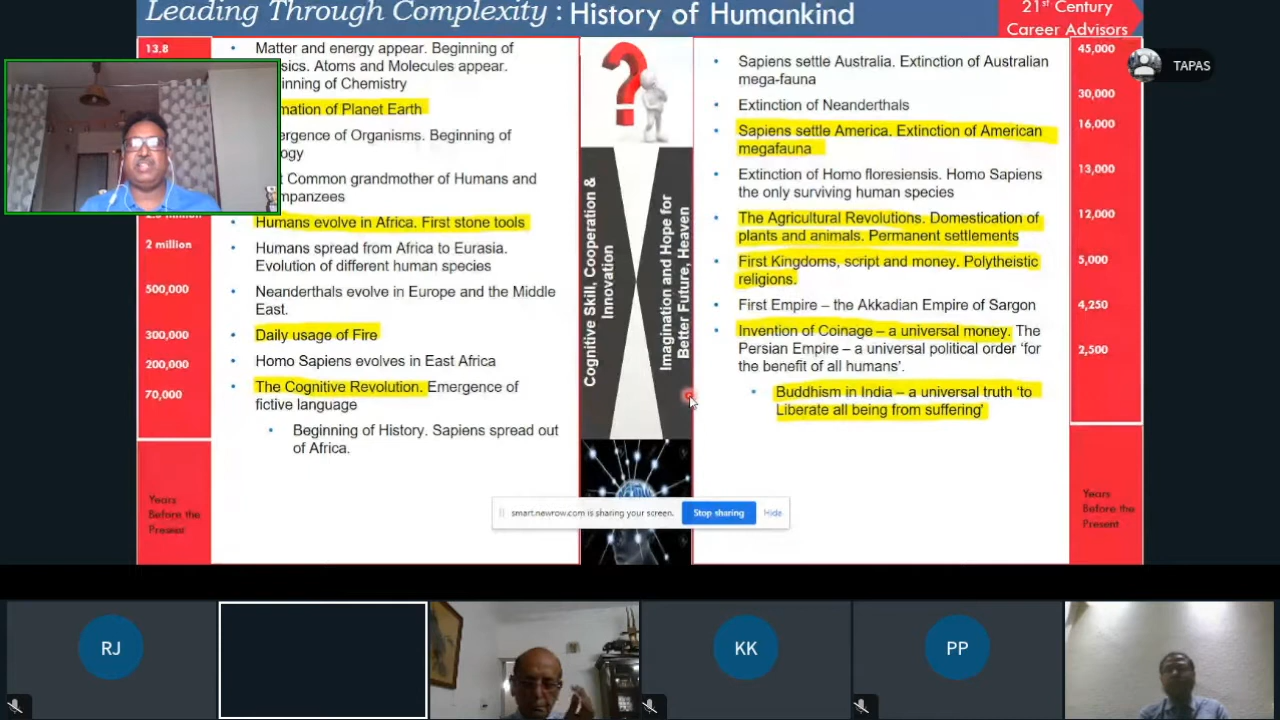 Leading Through Complexity : History of Humankind
21st Century
Career Advisors
13.8
Matter and energy appear. Beginning of
sics. Atoms and Molecules appear.
inning of Chemistry
mation of Planet Earth
ergence of Organisms. Beginning of
ogy
Common grandmother of Humans and
mpanzees
Humans evolve in Africa. First stone tools
2 million
Humans spread from Africa to Eurasia.
Evolution of different human species
500,000
Neanderthals evolve in Europe and the Middle
East.
300,000
Daily usage of Fire
200,000
Homo Sapiens evolves in East Africa
70,000
The Cognitive Revolution. Emergence of
fictive language
Beginning of History. Sapiens spread out
of Africa.
Years
Before the
Present
Cognitive Skill, Cooperation &
Innovation
Imagination and Hope for
Better Future, Heaven
Sapiens settle Australia. Extinction of Australian
mega-fauna
45,000
Extinction of Neanderthals
30,000
Sapiens settle America. Extinction of American
megafauna
16,000
Extinction of Homo floresiensis. Homo Sapiens
the only surviving human species
13,000
The Agricultural Revolutions. Domestication of
plants and animals. Permanent settlements
12,000
First Kingdoms, script and money. Polytheistic
religions.
5,000
First Empire – the Akkadian Empire of Sargon
4,250
Invention of Coinage – a universal money. The
Persian Empire – a universal political order ‘for
the benefit of all humans’.
2,500
Buddhism in India – a universal truth ‘to
Liberate all being from suffering’
Years
Before the
Present
TAPAS
smart.newrow.com is sharing your screen.
Stop sharing
Hide
RJ
KK
PP